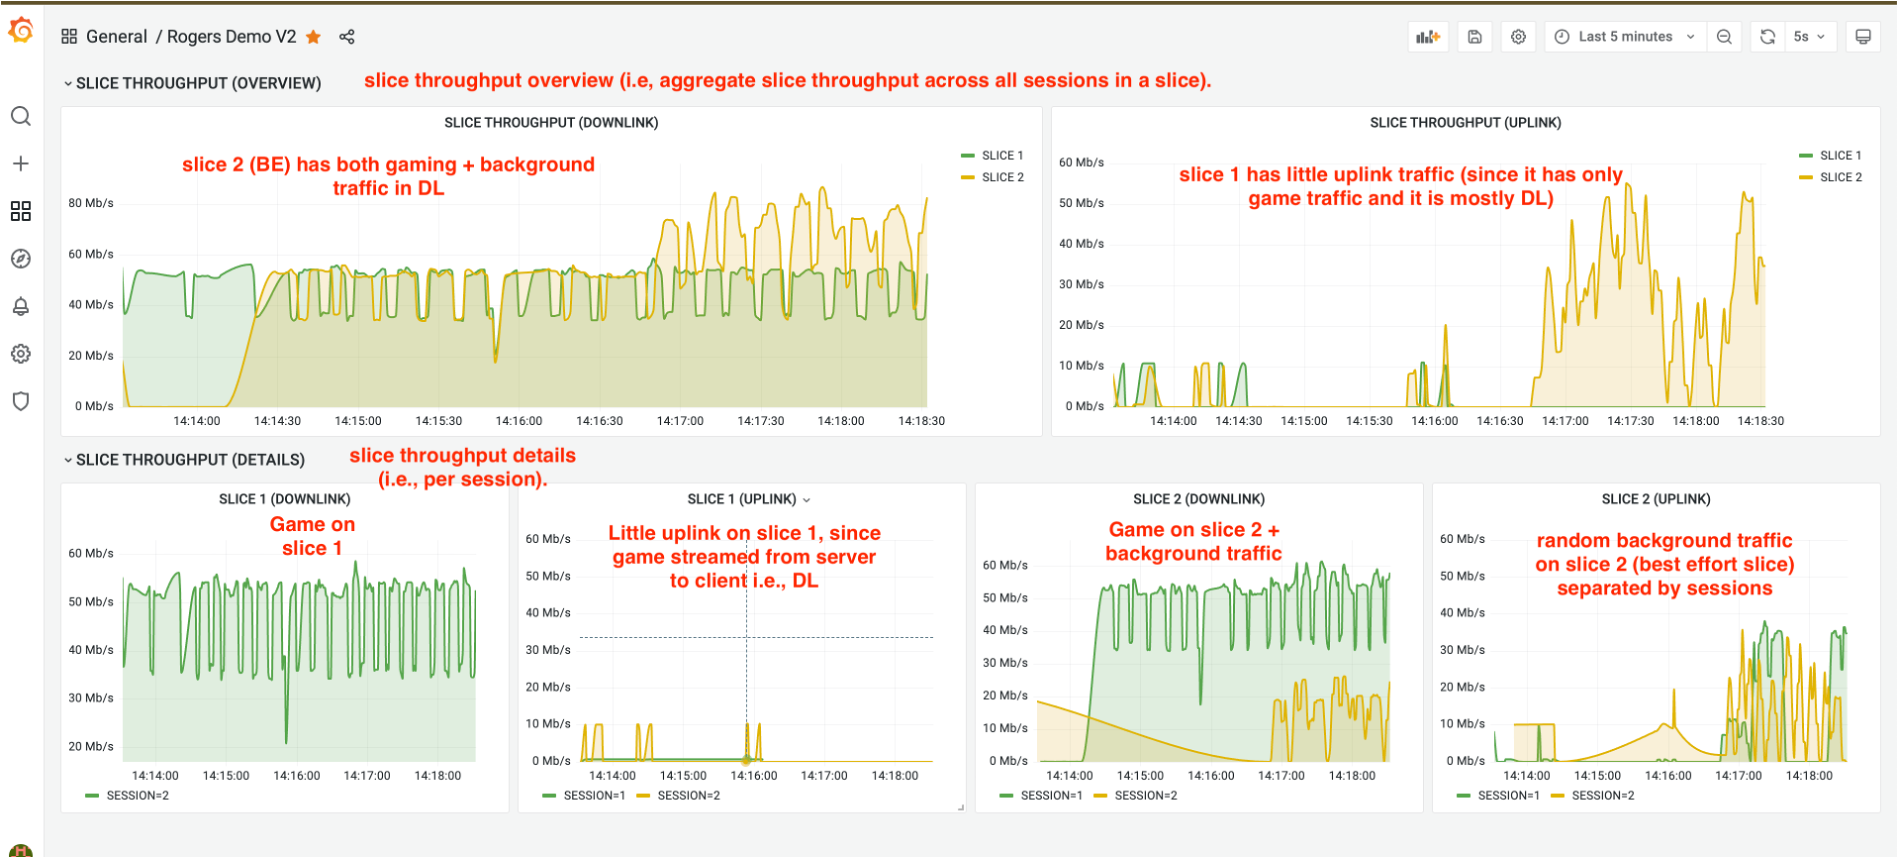 General / Rogers Demo V2
Last 5 minutes
5s
SLICE THROUGHPUT (OVERVIEW)
slice throughput overview (i.e, aggregate slice throughput across all sessions in a slice).
SLICE THROUGHPUT (DOWNLINK)
slice 2 (BE) has both gaming + background
traffic in DL
SLICE 1
SLICE 2
80 Mb/s
60 Mb/s
40 Mb/s
20 Mb/s
0 Mb/s
14:14:00 14:14:30 14:15:00 14:15:30 14:16:00 14:16:30 14:17:00 14:17:30 14:18:00 14:18:30
SLICE THROUGHPUT (UPLINK)
slice 1 has little uplink traffic (since it has only
game traffic and it is mostly DL)
SLICE 1
SLICE 2
60 Mb/s
50 Mb/s
40 Mb/s
30 Mb/s
20 Mb/s
10 Mb/s
0 Mb/s
14:14:00 14:14:30 14:15:00 14:15:30 14:16:00 14:16:30 14:17:00 14:17:30 14:18:00 14:18:30
SLICE THROUGHPUT (DETAILS)
slice throughput details
(i.e., per session).
SLICE 1 (DOWNLINK)
Game on
slice 1
60 Mb/s
50 Mb/s
40 Mb/s
30 Mb/s
20 Mb/s
14:14:00 14:15:00 14:16:00 14:17:00 14:18:00
SESSION=2
SLICE 1 (UPLINK)
Little uplink on slice 1, since
game streamed from server
to client i.e., DL
60 Mb/s
50 Mb/s
40 Mb/s
30 Mb/s
20 Mb/s
10 Mb/s
0 Mb/s
14:14:00 14:15:00 14:16:00 14:17:00 14:18:00
SESSION=1 SESSION=2
SLICE 2 (DOWNLINK)
Game on slice 2 +
background traffic
60 Mb/s
50 Mb/s
40 Mb/s
30 Mb/s
20 Mb/s
10 Mb/s
0 Mb/s
14:14:00 14:15:00 14:16:00 14:17:00 14:18:00
SESSION=1 SESSION=2
SLICE 2 (UPLINK)
random background traffic
on slice 2 (best effort slice)
separated by sessions
60 Mb/s
50 Mb/s
40 Mb/s
30 Mb/s
20 Mb/s
10 Mb/s
0 Mb/s
14:14:00 14:15:00 14:16:00 14:17:00 14:18:00
SESSION=1 SESSION=2